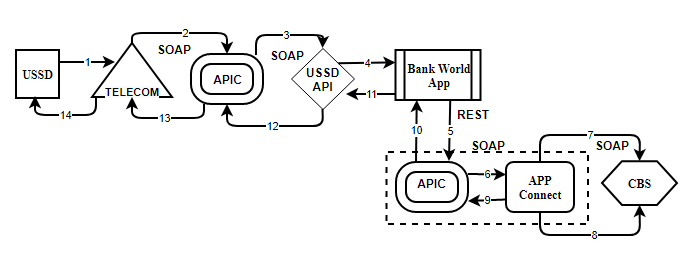 2
3
SOAP
SOAP
1
4
USSD
APIC
USSD
API
Bank World
App
TELECOM
11
14
13
12
REST
10
5
SOAP
7
SOAP
6
APIC
APP
Connect
CBS
9
8